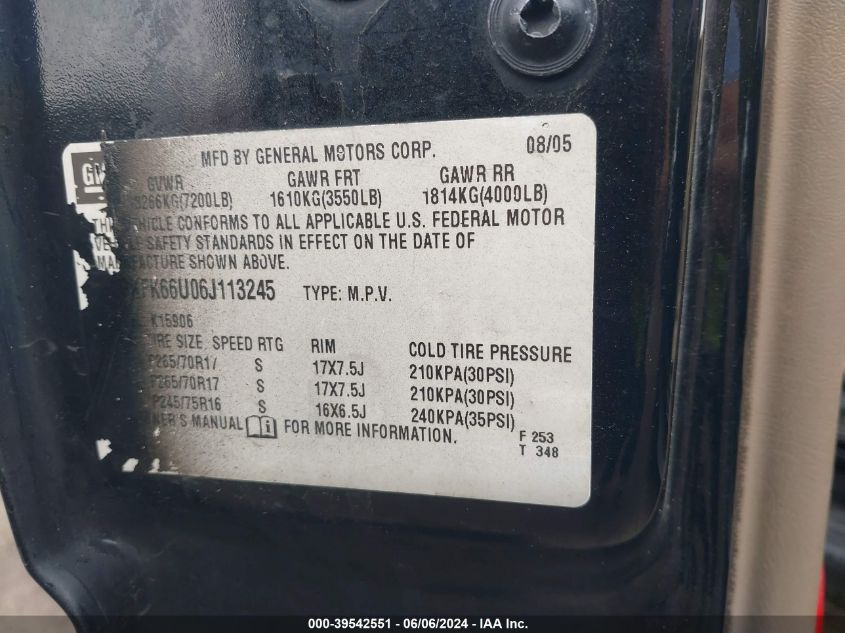 GM
MFD BY GENERAL MOTORS CORP. 08/05
GVWR GAWR FRT GAWR RR
3266KG(7200LB) 1610KG(3550LB) 1814KG(4000LB)
THIS VEHICLE CONFORMS TO ALL APPLICABLE U.S. FEDERAL MOTOR
SAFETY STANDARDS IN EFFECT ON THE DATE OF
MANUFACTURE SHOWN ABOVE.
FK66U06J113245 TYPE: M.P.V.
K15906
TIRE SIZE SPEED RTG RIM COLD TIRE PRESSURE
P265/70R17 S 17X7.5J 210KPA(30PSI)
P265/70R17 S 17X7.5J 210KPA(30PSI)
P245/75R16 S 16X6.5J 240KPA(35PSI)
OWNER'S MANUAL FOR MORE INFORMATION.
F 253
T 348
000-39542551 - 06/06/2024 - IAA Inc.